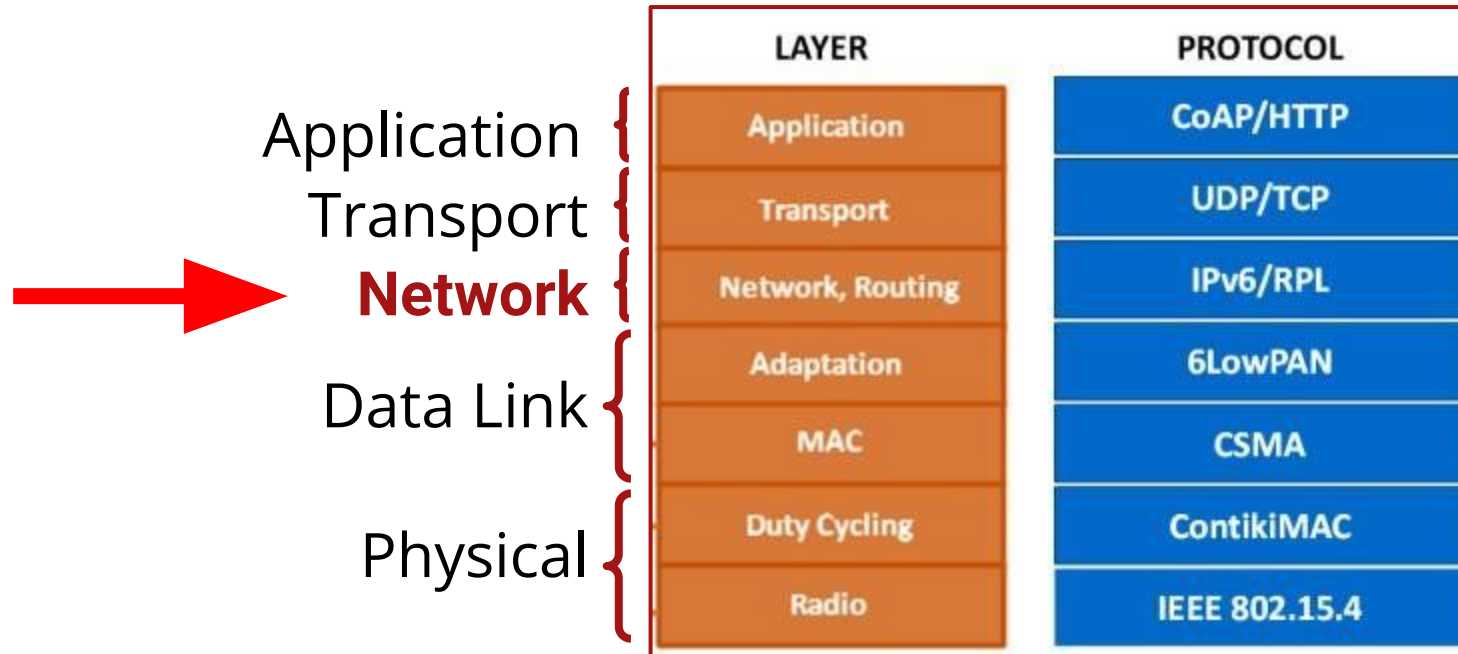 LAYER PROTOCOL
Application Application CoAP/HTTP
Transport Transport UDP/TCP
Network Network, Routing IPv6/RPL
Adaptation 6LowPAN
Data Link
MAC CSMA
Duty Cycling ContikiMAC
Physical
Radio IEEE 802.15.4